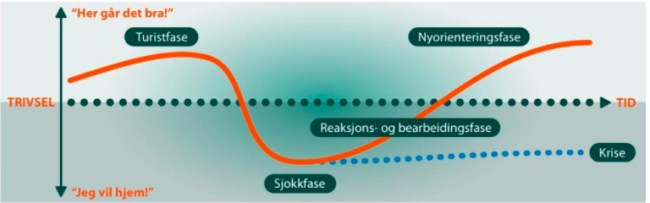 "Her går det bra!"
Turistfase
Nyorienteringsfase
TRIVSEL
TID
Reaksjons- og bearbeidingsfase
Krise
Sjokkfase
"Jeg vil hjem!"